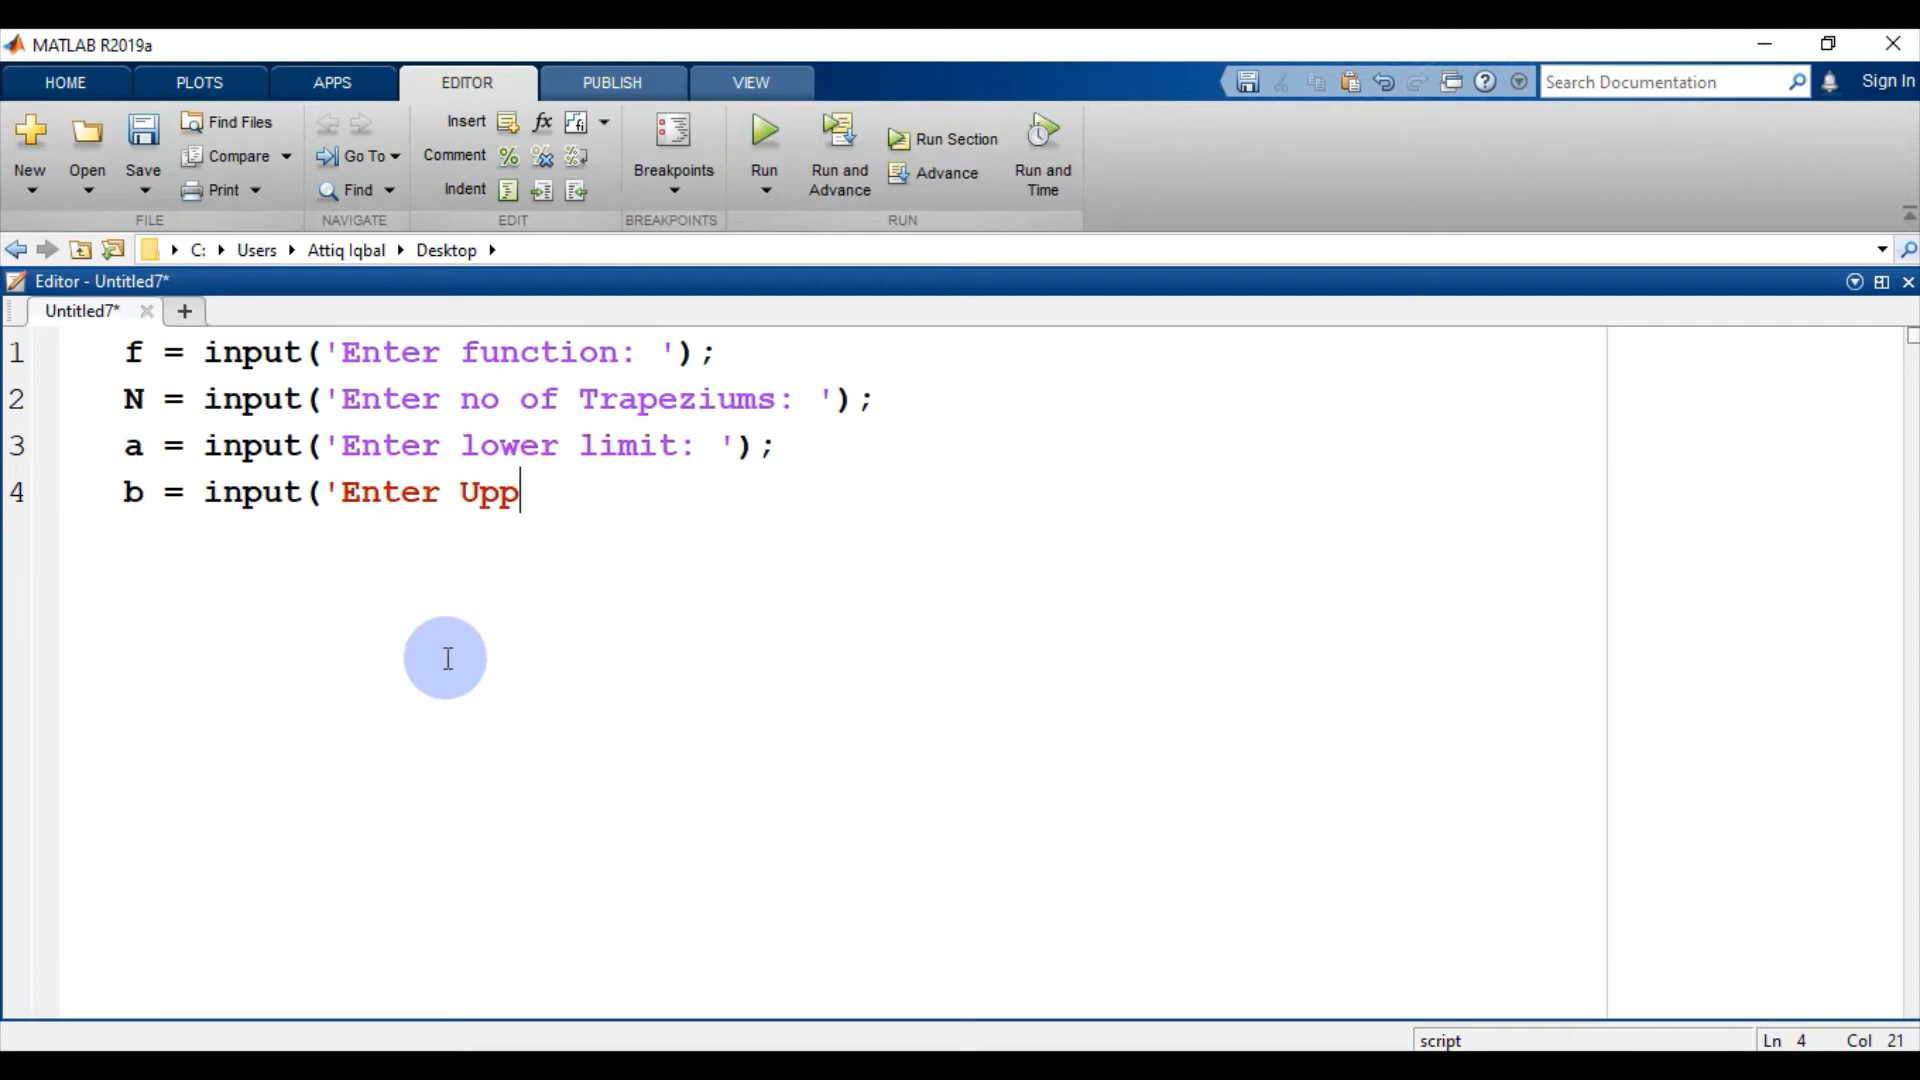 MATLAB R2019a
HOME PLOTS APPS EDITOR PUBLISH VIEW Search Documentation Sign In
New Open Save Find Files Compare Print Go To Find Insert fx fi Comment % % % Indent Breakpoints Run Run and Advance Run Section Advance Run and Time
FILE NAVIGATE EDIT BREAKPOINTS RUN
C: Users Attiq Iqbal Desktop
Editor - Untitled7*
Untitled7*
1 f = input('Enter function: ');
2 N = input('Enter no of Trapeziums: ');
3 a = input('Enter lower limit: ');
4 b = input('Enter Upp
script Ln 4 Col 21